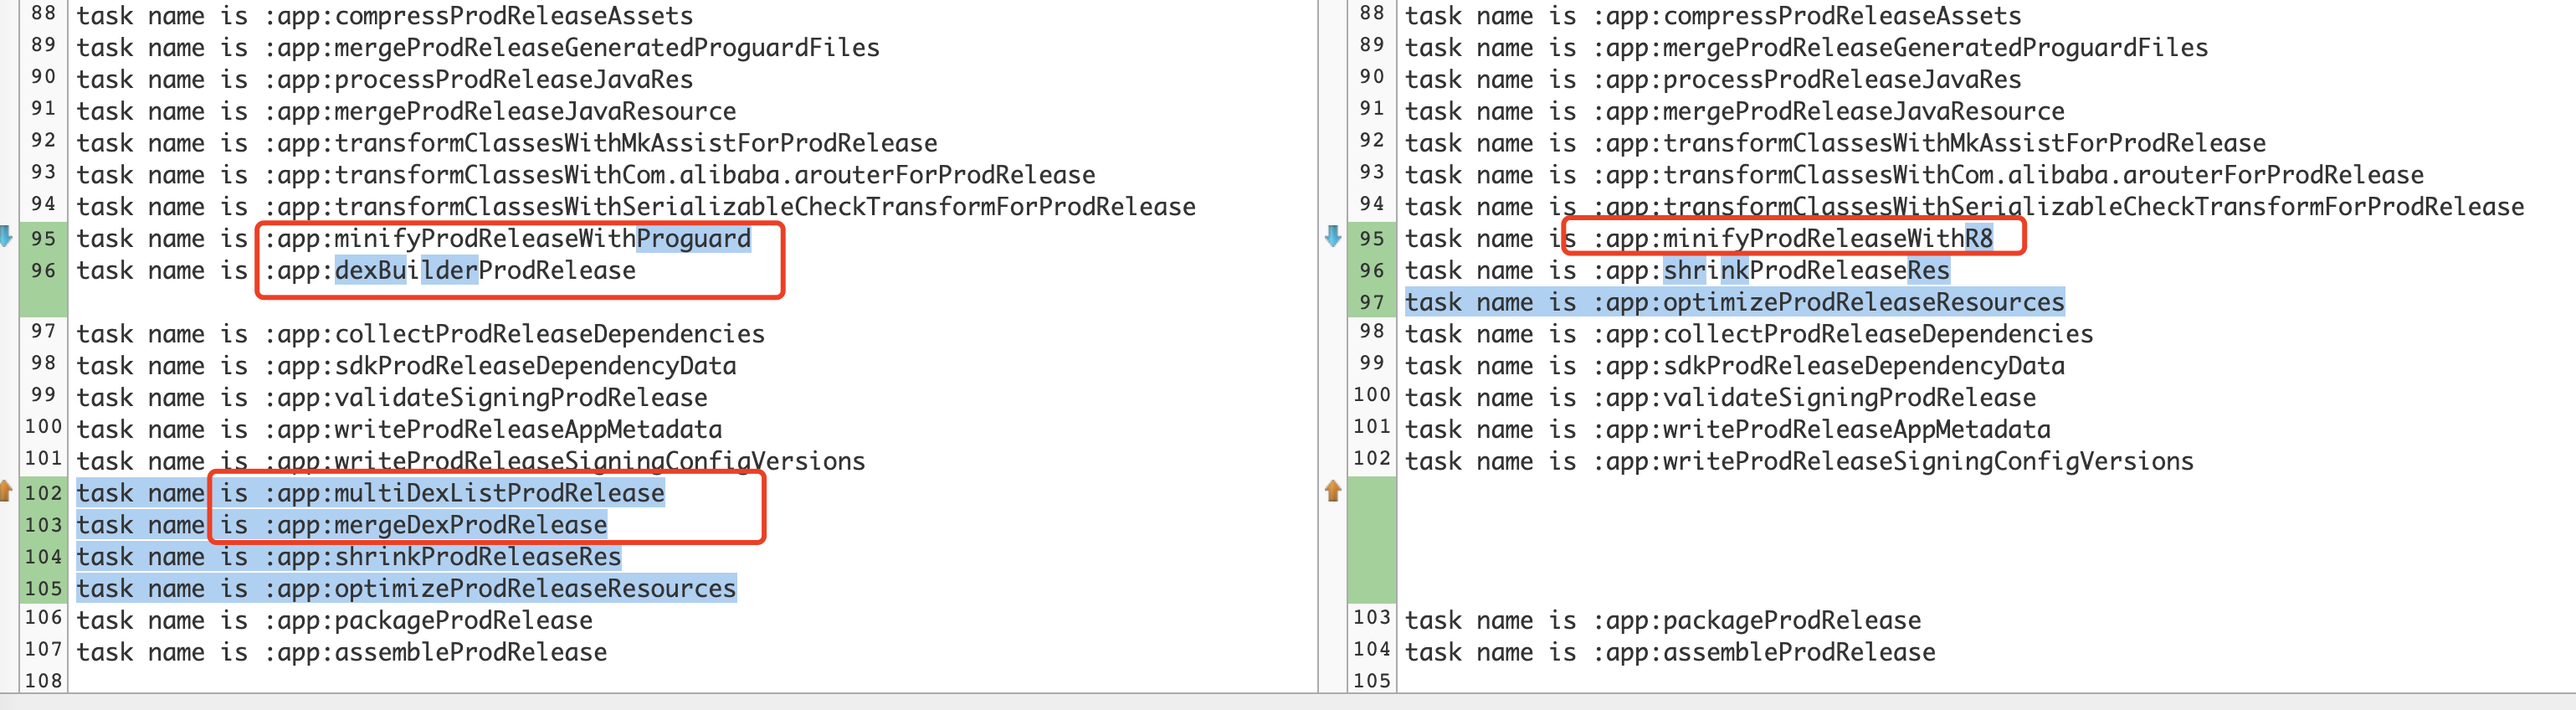 88 task name is :app:compressProdReleaseAssets
89 task name is :app:mergeProdReleaseGeneratedProguardFiles
90 task name is :app:processProdReleaseJavaRes
91 task name is :app:mergeProdReleaseJavaResource
92 task name is :app:transformClassesWithMkAssistForProdRelease
93 task name is :app:transformClassesWithCom.alibaba.arouterForProdRelease
94 task name is :app:transformClassesWithSerializableCheckTransformForProdRelease
95 task name is :app:minifyProdReleaseWithProguard
96 task name is :app:dexBuilderProdRelease
97 task name is :app:collectProdReleaseDependencies
98 task name is :app:sdkProdReleaseDependencyData
99 task name is :app:validateSigningProdRelease
100 task name is :app:writeProdReleaseAppMetadata
101 task name is :app:writeProdReleaseSigningConfigVersions
102 task name is :app:multiDexListProdRelease
103 task name is :app:mergeDexProdRelease
104 task name is :app:shrinkProdReleaseRes
105 task name is :app:optimizeProdReleaseResources
106 task name is :app:packageProdRelease
107 task name is :app:assembleProdRelease
108
88 task name is :app:compressProdReleaseAssets
89 task name is :app:mergeProdReleaseGeneratedProguardFiles
90 task name is :app:processProdReleaseJavaRes
91 task name is :app:mergeProdReleaseJavaResource
92 task name is :app:transformClassesWithMkAssistForProdRelease
93 task name is :app:transformClassesWithCom.alibaba.arouterForProdRelease
94 task name is :app:transformClassesWithSerializableCheckTransformForProdRelease
95 task name is :app:minifyProdReleaseWithR8
96 task name is :app:shrinkProdReleaseRes
97 task name is :app:optimizeProdReleaseResources
98 task name is :app:collectProdReleaseDependencies
99 task name is :app:sdkProdReleaseDependencyData
100 task name is :app:validateSigningProdRelease
101 task name is :app:writeProdReleaseAppMetadata
102 task name is :app:writeProdReleaseSigningConfigVersions
103 task name is :app:packageProdRelease
104 task name is :app:assembleProdRelease
105